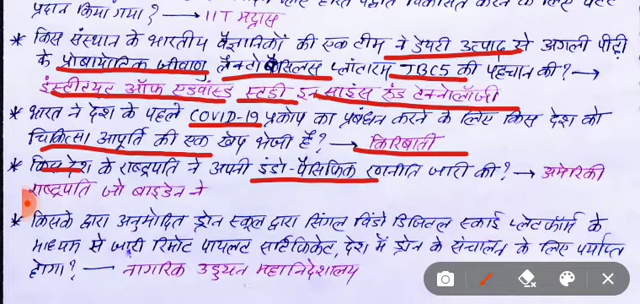 प्रदान किया गया? → IIT मद्रास
* किस संस्थान के भारतीय वैज्ञानिकों की एक टीम ने डेयरी उत्पाद से अगली पीढ़ी
के प्रोबायोटिक जीवाणु लैक्टोबैसिलस प्लांटारम JBC5 की पहचान की? →
इंस्टीट्यूट ऑफ एडवांस्ड स्टडी इन साइंस एंड टेक्नोलॉजी
* भारत ने देश के पहले COVID-19 प्रकोप का प्रबंधन करने के लिए किस देश को
चिकित्सा आपूर्ति की एक खेप भेजी है? → किरिबाती
* किस देश के राष्ट्रपति ने अपनी इंडो-पैसिफिक रणनीति जारी की? → अमेरिकी
राष्ट्रपति जो बाइडेन ने
* किसके द्वारा अनुमोदित ड्रोन स्कूल द्वारा सिंगल विंडो डिजिटल स्काई प्लेटफॉर्म के
माध्यम से जारी रिमोट पायलट सर्टिफिकेट, देश में ड्रोन के संचालन के लिए पर्याप्त
होगा? — नागरिक उड्डयन महानिदेशालय